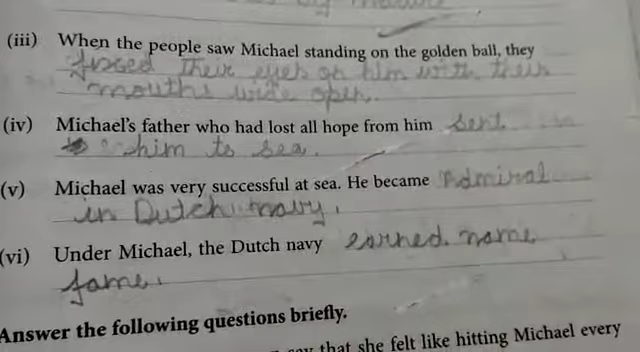 (iii) When the people saw Michael standing on the golden ball, they
fixed their eyes on him with their
mouths wide open.
(iv) Michael's father who had lost all hope from him sent
him to sea.
(v) Michael was very successful at sea. He became Admiral
in Dutch navy.
(vi) Under Michael, the Dutch navy earned name
fame.
Answer the following questions briefly.
that she felt like hitting Michael every